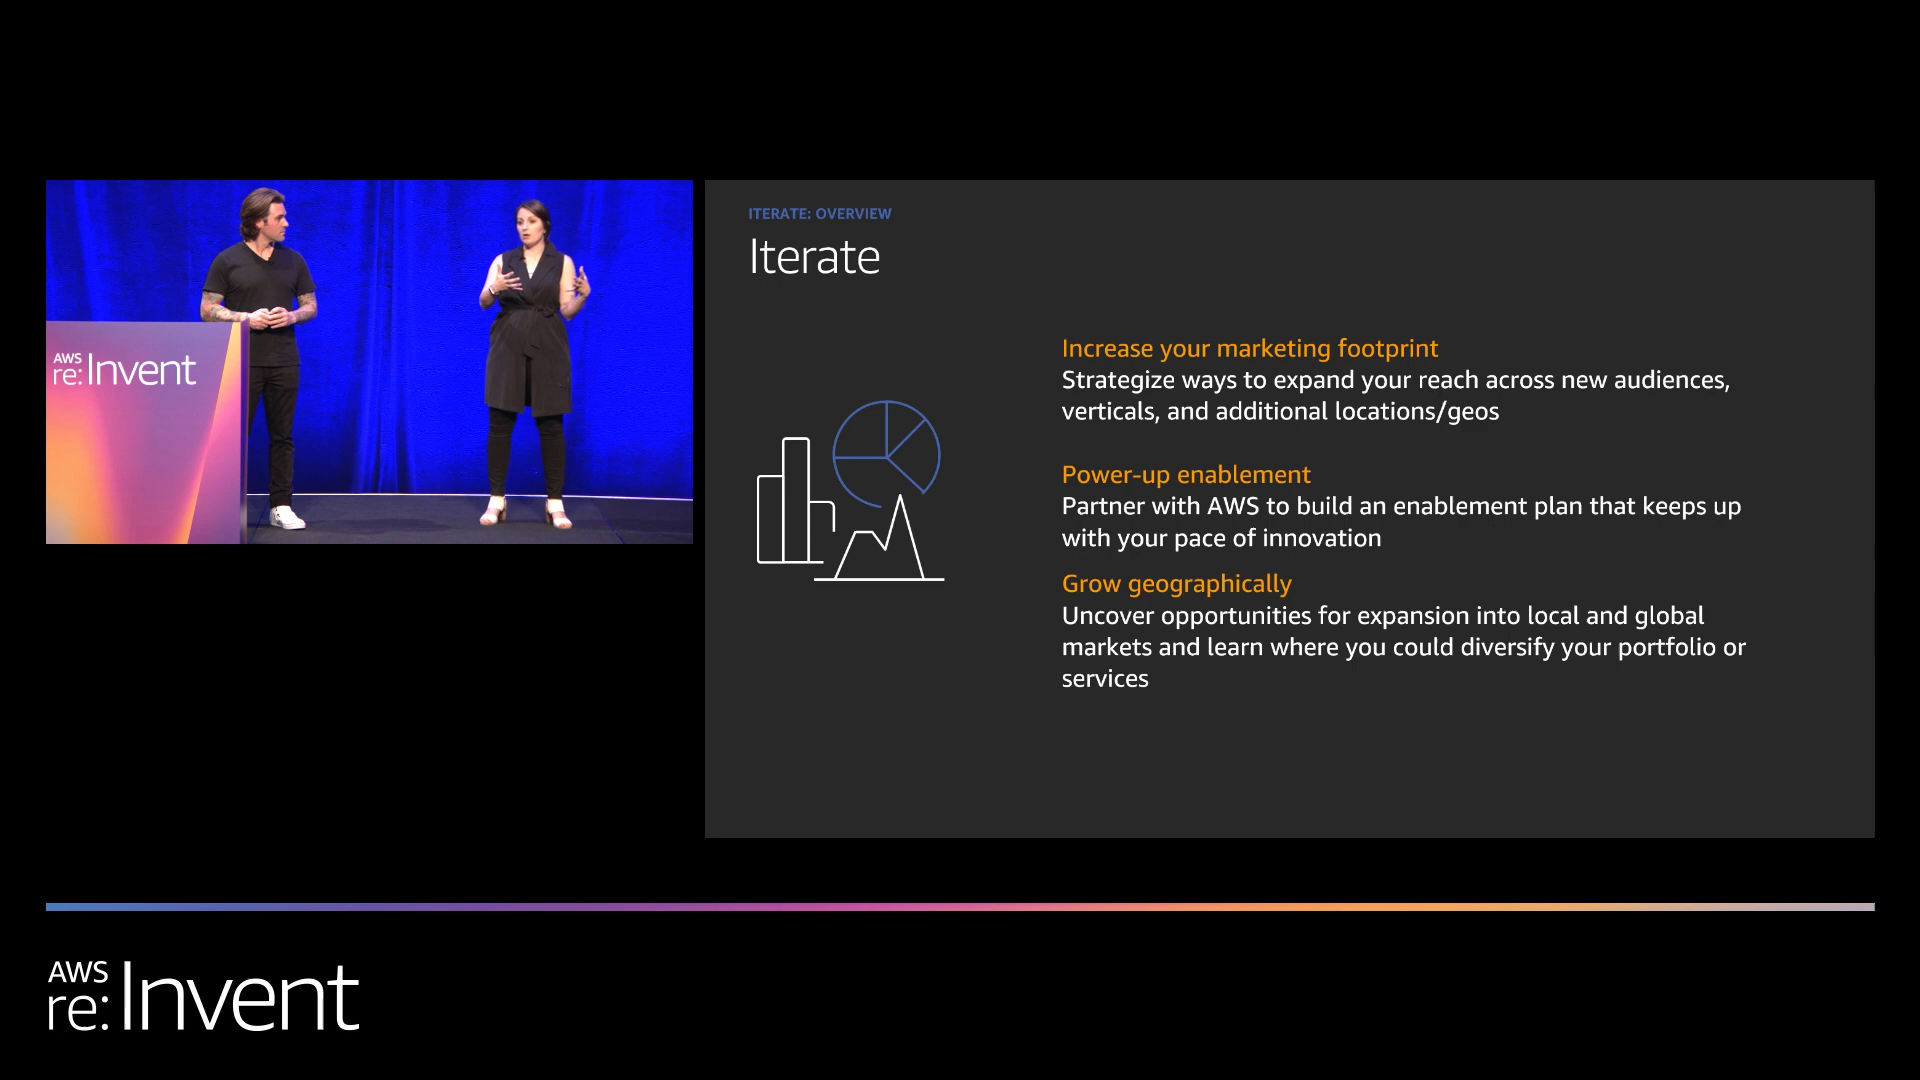 AWS
re:Invent
ITERATE: OVERVIEW
Iterate
Increase your marketing footprint
Strategize ways to expand your reach across new audiences,
verticals, and additional locations/geos
Power-up enablement
Partner with AWS to build an enablement plan that keeps up
with your pace of innovation
Grow geographically
Uncover opportunities for expansion into local and global
markets and learn where you could diversify your portfolio or
services
AWS
re:Invent